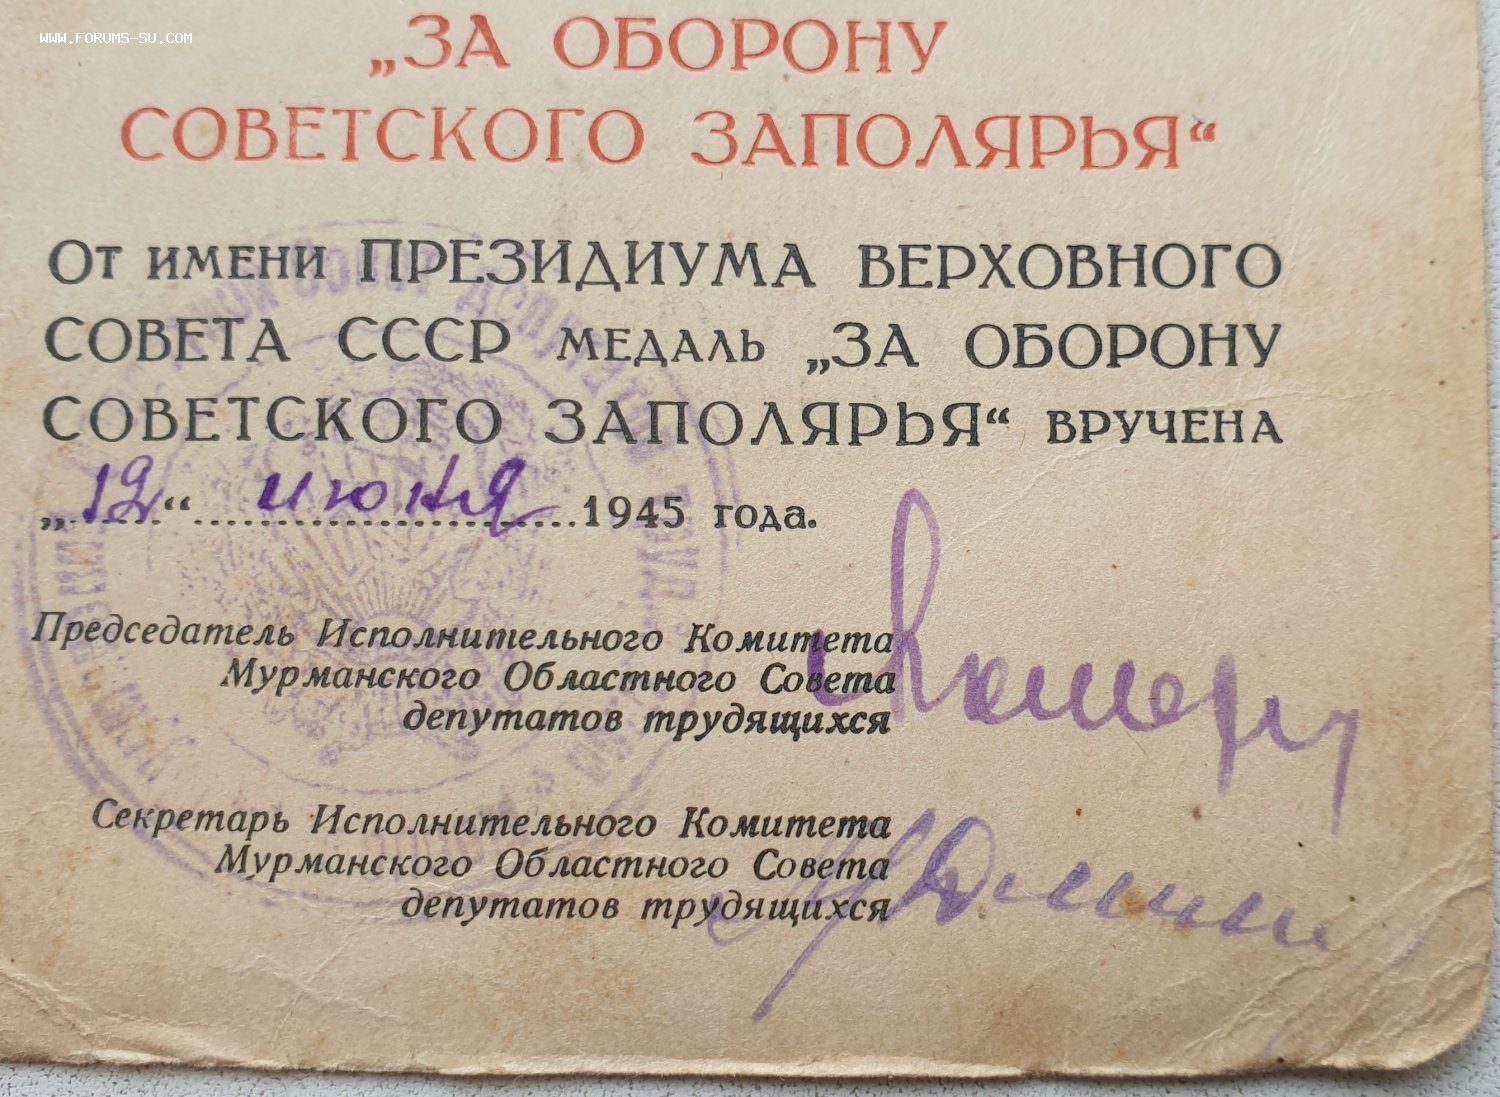 WWW.FORUMS-SU.COM
„ЗА ОБОРОНУ
СОВЕТСКОГО ЗАПОЛЯРЬЯ“
От имени ПРЕЗИДИУМА ВЕРХОВНОГО
СОВЕТА СССР медаль „ЗА ОБОРОНУ
СОВЕТСКОГО ЗАПОЛЯРЬЯ“ вручена
„12“ июня 1945 года.
Председатель Исполнительного Комитета
Мурманского Областного Совета
депутатов трудящихся
Секретарь Исполнительного Комитета
Мурманского Областного Совета
депутатов трудящихся